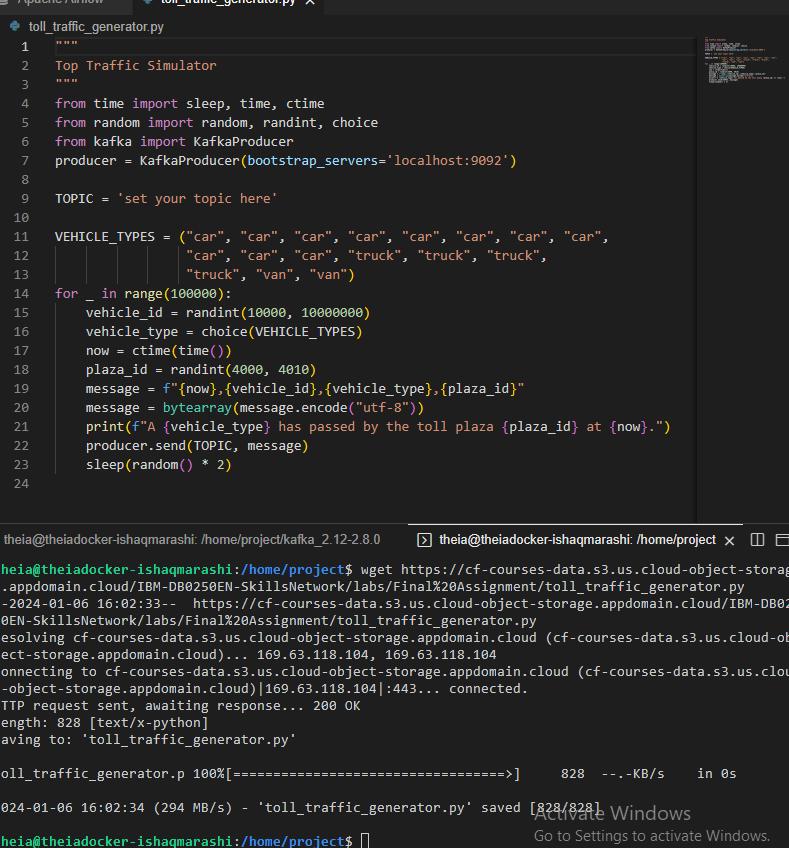 Apache Airflow
toll_traffic_generator.py ×
toll_traffic_generator.py
1 """
2 Top Traffic Simulator
3 """
4 from time import sleep, time, ctime
5 from random import random, randint, choice
6 from kafka import KafkaProducer
7 producer = KafkaProducer(bootstrap_servers='localhost:9092')
8
9 TOPIC = 'set your topic here'
10
11 VEHICLE_TYPES = ("car", "car", "car", "car", "car", "car", "car", "car",
12 "car", "car", "car", "truck", "truck", "truck",
13 "truck", "van", "van")
14 for _ in range(100000):
15 vehicle_id = randint(10000, 10000000)
16 vehicle_type = choice(VEHICLE_TYPES)
17 now = ctime(time())
18 plaza_id = randint(4000, 4010)
19 message = f"{now},{vehicle_id},{vehicle_type},{plaza_id}"
20 message = bytearray(message.encode("utf-8"))
21 print(f"A {vehicle_type} has passed by the toll plaza {plaza_id} at {now}.")
22 producer.send(TOPIC, message)
23 sleep(random() * 2)
24
theia@theiadocker-ishaqmarashi: /home/project/kafka_2.12-2.8.0
theia@theiadocker-ishaqmarashi: /home/project ×
heia@theiadocker-ishaqmarashi:/home/project$ wget https://cf-courses-data.s3.us.cloud-object-storag
.appdomain.cloud/IBM-DB0250EN-SkillsNetwork/labs/Final%20Assignment/toll_traffic_generator.py
-2024-01-06 16:02:33-- https://cf-courses-data.s3.us.cloud-object-storage.appdomain.cloud/IBM-DB02
0EN-SkillsNetwork/labs/Final%20Assignment/toll_traffic_generator.py
esolving cf-courses-data.s3.us.cloud-object-storage.appdomain.cloud (cf-courses-data.s3.us.cloud-ob
ect-storage.appdomain.cloud)... 169.63.118.104, 169.63.118.104
onnecting to cf-courses-data.s3.us.cloud-object-storage.appdomain.cloud (cf-courses-data.s3.us.clou
-object-storage.appdomain.cloud)|169.63.118.104|:443... connected.
TTP request sent, awaiting response... 200 OK
ength: 828 [text/x-python]
aving to: 'toll_traffic_generator.py'
oll_traffic_generator.p 100%[==================================>] 828 --.-KB/s in 0s
024-01-06 16:02:34 (294 MB/s) - 'toll_traffic_generator.py' saved [828/828]
heia@theiadocker-ishaqmarashi:/home/project$
Activate Windows
Go to Settings to activate Windows.